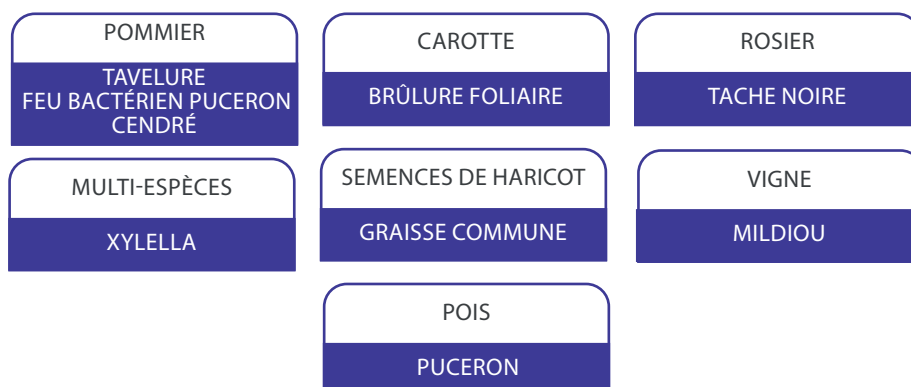 POMMIER
TAVELURE
FEU BACTÉRIEN PUCERON
CENDRÉ
CAROTTE
BRÛLURE FOLIAIRE
ROSIER
TACHE NOIRE
MULTI-ESPÈCES
XYLELLA
SEMENCES DE HARICOT
GRAISSE COMMUNE
VIGNE
MILDIOU
POIS
PUCERON